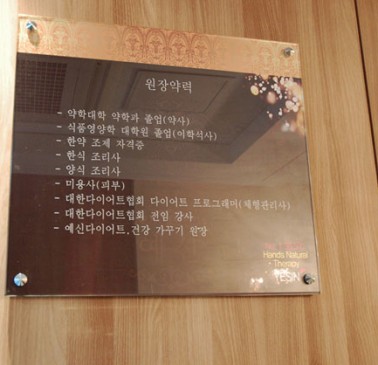 원장약력
- 약학대학 약학과 졸업(약사)
- 식품영양학 대학원 졸업(이학석사)
- 한약 조제 자격증
- 한식 조리사
- 양식 조리사
- 미용사(피부)
- 대한다이어트협회 다이어트 프로그래머(체형관리사)
- 대한다이어트협회 전임 강사
- 예신다이어트,건강 가꾸기 원장
Hands Natural
Therapy
YESIN